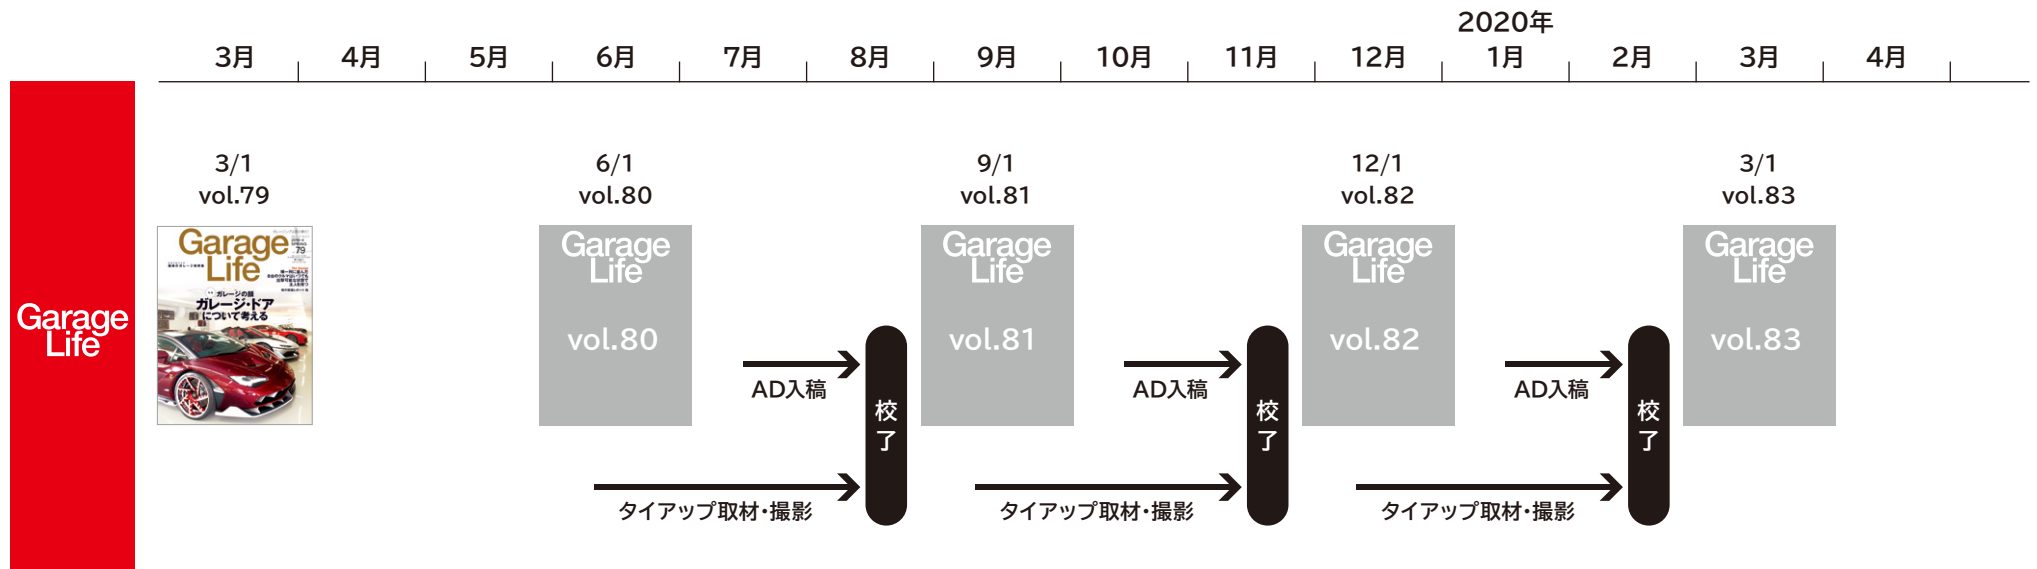 2020年
3月 4月 5月 6月 7月 8月 9月 10月 11月 12月 1月 2月 3月 4月
3/1
vol.79
6/1
vol.80
9/1
vol.81
12/1
vol.82
3/1
vol.83
Garage
Life
Garage
Life
79
ガレージの顔
ガレージ・ドア
について考える
Garage
Life
vol.80
Garage
Life
vol.81
Garage
Life
vol.82
Garage
Life
vol.83
AD入稿
校了
AD入稿
校了
AD入稿
校了
タイアップ取材・撮影
タイアップ取材・撮影
タイアップ取材・撮影